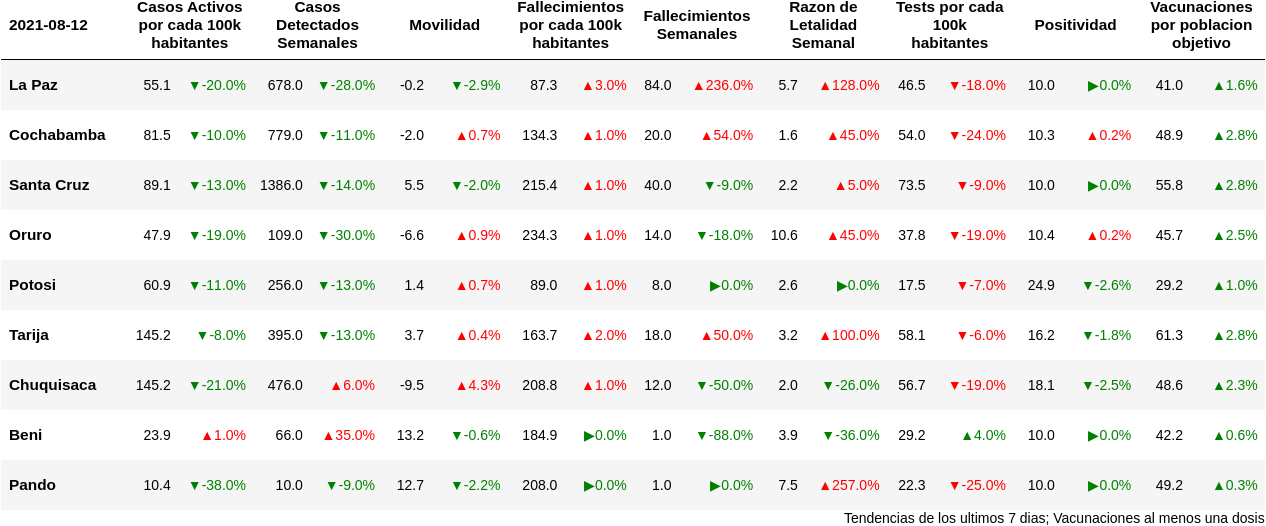 2021-08-12 Casos Activos por cada 100k habitantes Casos Detectados Semanales Movilidad Fallecimientos por cada 100k habitantes Fallecimientos Semanales Razon de Letalidad Semanal Tests por cada 100k habitantes Positividad Vacunaciones por poblacion objetivo
La Paz 55.1 ▼-20.0% 678.0 ▼-28.0% -0.2 ▼-2.9% 87.3 ▲3.0% 84.0 ▲236.0% 5.7 ▲128.0% 46.5 ▼-18.0% 10.0 ▶0.0% 41.0 ▲1.6%
Cochabamba 81.5 ▼-10.0% 779.0 ▼-11.0% -2.0 ▲0.7% 134.3 ▲1.0% 20.0 ▲54.0% 1.6 ▲45.0% 54.0 ▼-24.0% 10.3 ▲0.2% 48.9 ▲2.8%
Santa Cruz 89.1 ▼-13.0% 1386.0 ▼-14.0% 5.5 ▼-2.0% 215.4 ▲1.0% 40.0 ▼-9.0% 2.2 ▲5.0% 73.5 ▼-9.0% 10.0 ▶0.0% 55.8 ▲2.8%
Oruro 47.9 ▼-19.0% 109.0 ▼-30.0% -6.6 ▲0.9% 234.3 ▲1.0% 14.0 ▼-18.0% 10.6 ▲45.0% 37.8 ▼-19.0% 10.4 ▲0.2% 45.7 ▲2.5%
Potosi 60.9 ▼-11.0% 256.0 ▼-13.0% 1.4 ▲0.7% 89.0 ▲1.0% 8.0 ▶0.0% 2.6 ▶0.0% 17.5 ▼-7.0% 24.9 ▼-2.6% 29.2 ▲1.0%
Tarija 145.2 ▼-8.0% 395.0 ▼-13.0% 3.7 ▲0.4% 163.7 ▲2.0% 18.0 ▲50.0% 3.2 ▲100.0% 58.1 ▼-6.0% 16.2 ▼-1.8% 61.3 ▲2.8%
Chuquisaca 145.2 ▼-21.0% 476.0 ▲6.0% -9.5 ▲4.3% 208.8 ▲1.0% 12.0 ▼-50.0% 2.0 ▼-26.0% 56.7 ▼-19.0% 18.1 ▼-2.5% 48.6 ▲2.3%
Beni 23.9 ▲1.0% 66.0 ▲35.0% 13.2 ▼-0.6% 184.9 ▶0.0% 1.0 ▼-88.0% 3.9 ▼-36.0% 29.2 ▲4.0% 10.0 ▶0.0% 42.2 ▲0.6%
Pando 10.4 ▼-38.0% 10.0 ▼-9.0% 12.7 ▼-2.2% 208.0 ▶0.0% 1.0 ▶0.0% 7.5 ▲257.0% 22.3 ▼-25.0% 10.0 ▶0.0% 49.2 ▲0.3%
Tendencias de los ultimos 7 dias; Vacunaciones al menos una dosis